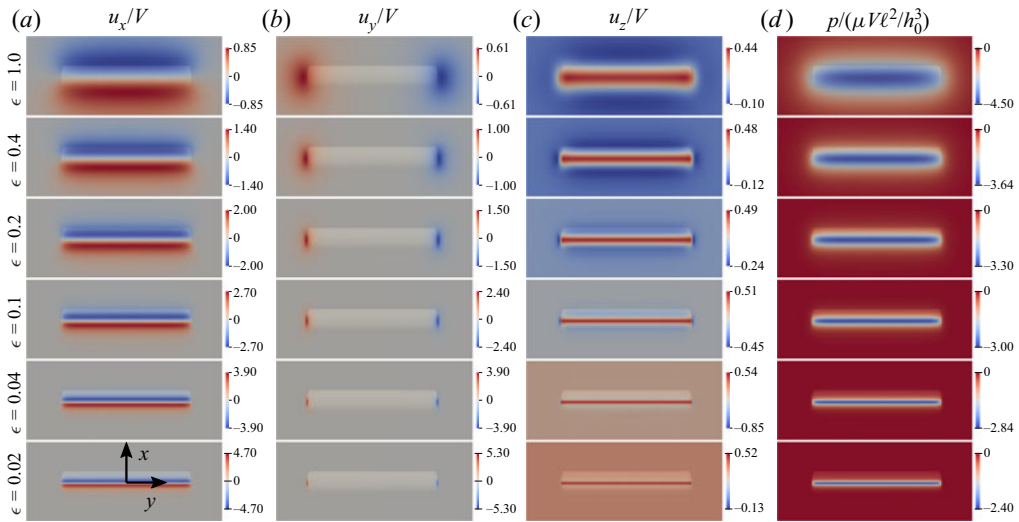 (a) u_x/V (b) u_y/V (c) u_z/V (d) p/(μVℓ²/h₀³)
ϵ = 1.0 0.85 0 −0.85 0.61 0 −0.61 0.44 −0.10 0 −4.50
ϵ = 0.4 1.40 0 −1.40 1.00 0 −1.00 0.48 −0.12 0 −3.64
ϵ = 0.2 2.00 0 −2.00 1.50 0 −1.50 0.49 −0.24 0 −3.30
ϵ = 0.1 2.70 0 −2.70 2.40 0 −2.40 0.51 −0.45 0 −3.00
ϵ = 0.04 3.90 0 −3.90 3.90 0 −3.90 0.54 −0.85 0 −2.84
ϵ = 0.02 x y 4.70 0 −4.70 5.30 0 −5.30 0.52 −0.13 0 −2.40